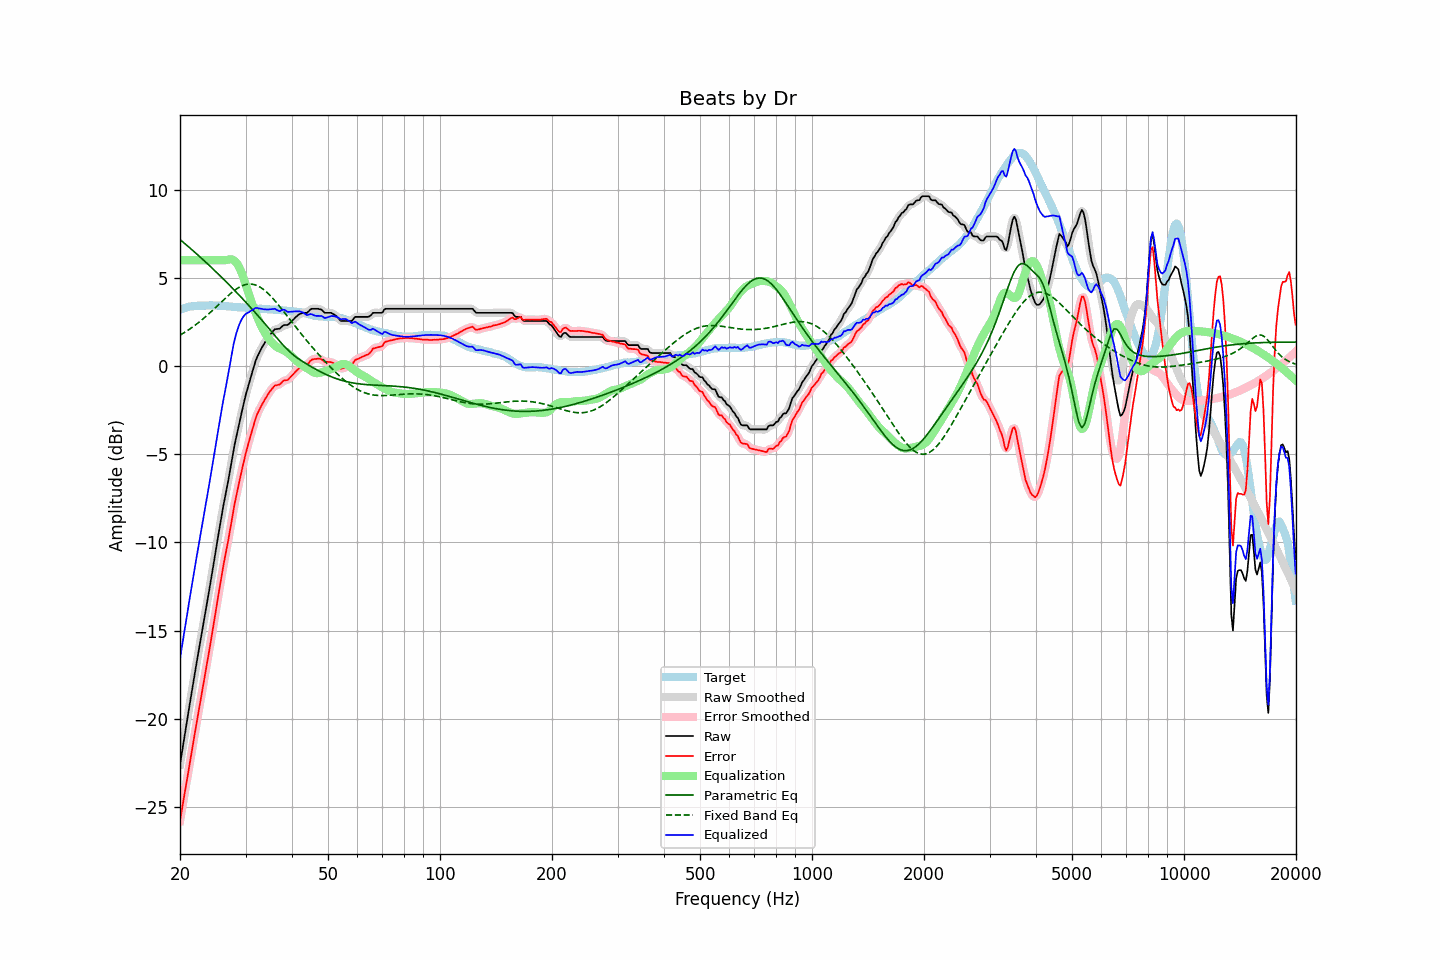 Beats by Dr
Amplitude (dBr)
10
5
0
−5
−10
−15
−20
−25
Target
Raw Smoothed
Error Smoothed
Raw
Error
Equalization
Parametric Eq
Fixed Band Eq
Equalized
20 50 100 200 500 1000 2000 5000 10000 20000
Frequency (Hz)